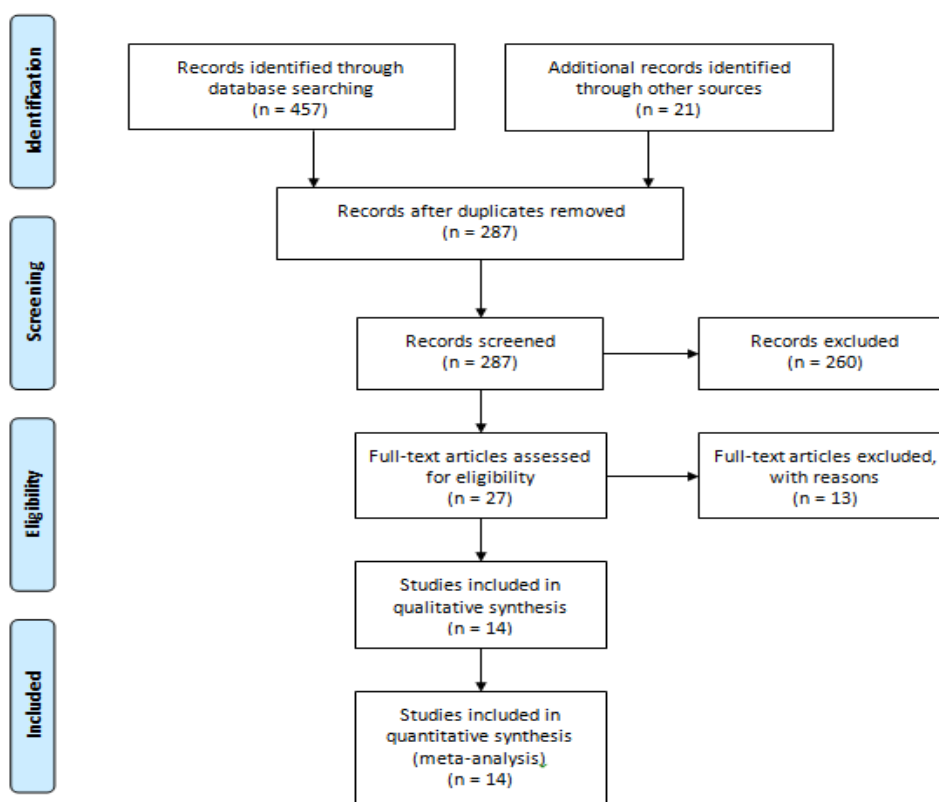 Identification
Records identified through
database searching
(n = 457)
Additional records identified
through other sources
(n = 21)
Records after duplicates removed
(n = 287)
Screening
Records screened
(n = 287)
Records excluded
(n = 260)
Eligibility
Full-text articles assessed
for eligibility
(n = 27)
Full-text articles excluded,
with reasons
(n = 13)
Studies included in
qualitative synthesis
(n = 14)
Included
Studies included in
quantitative synthesis
(meta-analysis)
(n = 14)